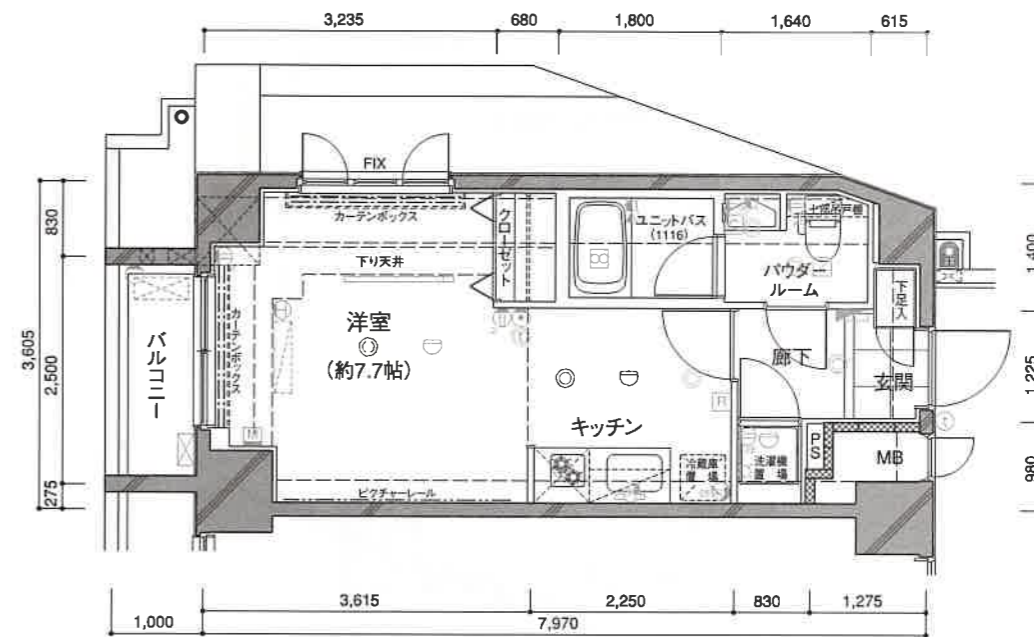 3,235
680
1,800
1,640
615
FIX
カーテンボックス
クローゼット
ユニットバス
(1116)
下り天井
パウダー
ルーム
下足入
830
3,605
2,500
275
1,400
1,225
980
バルコニー
カーテンボックス
洋室
(約7.7帖)
廊下
玄関
キッチン
R
M
T
冷蔵庫
置場
洗濯機
置場
PS
MB
ピクチャーレール
3,615
2,250
830
1,275
1,000
7,970